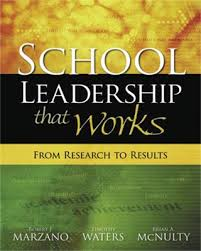 SCHOOL
LEADERSHIP
that Works
FROM RESEARCH TO RESULTS
ROBERT J. MARZANO
TIMOTHY WATERS
BRIAN A. MCNULTY